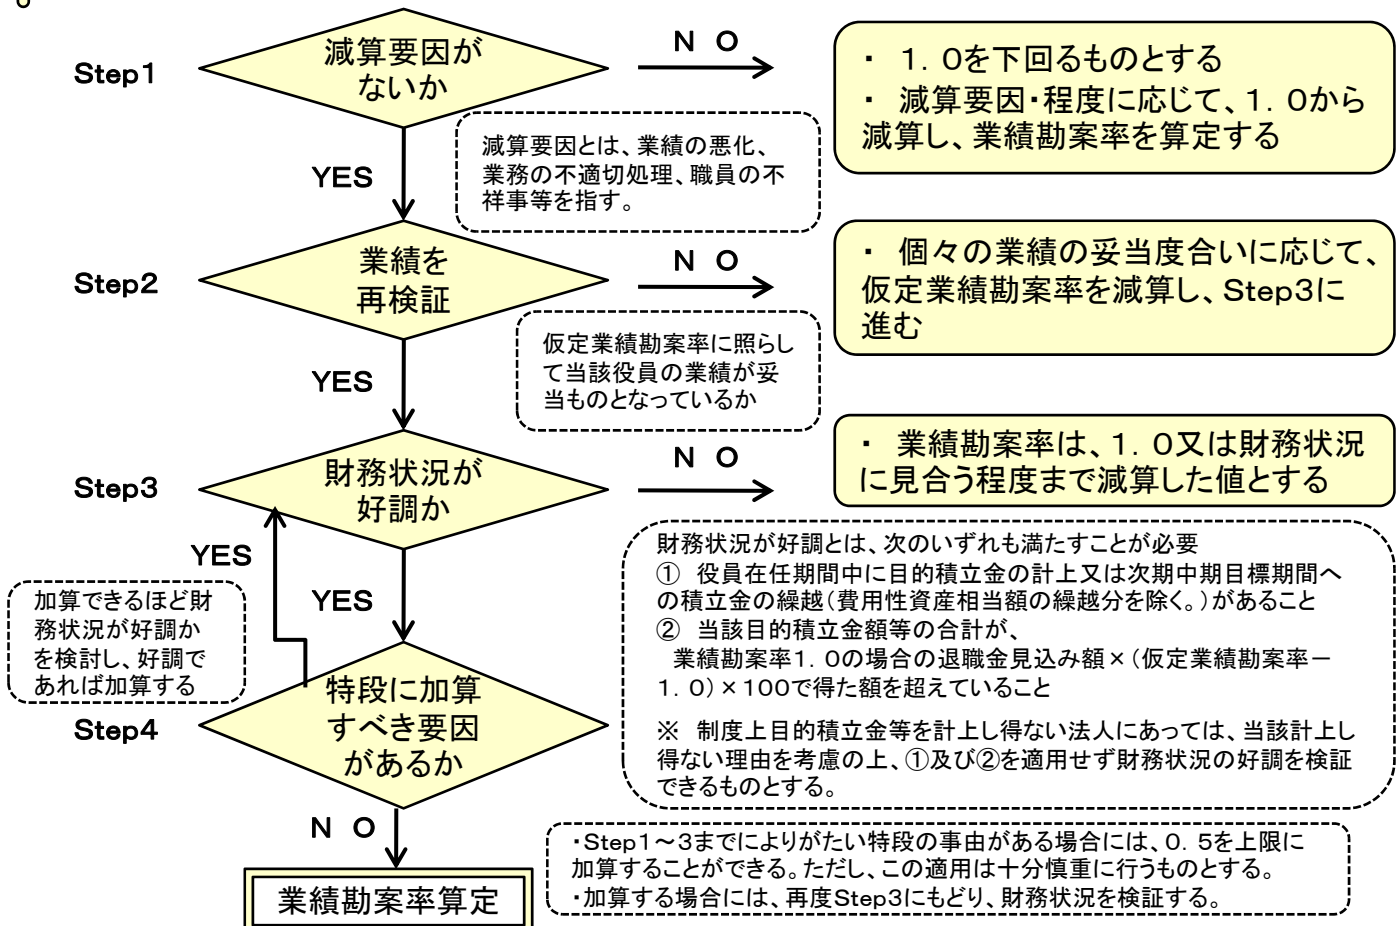 。
Step1
減算要因が
ないか
ＮＯ
・ １．０を下回るものとする
・ 減算要因・程度に応じて、１．０から
減算し、業績勘案率を算定する
YES
減算要因とは、業績の悪化、
業務の不適切処理、職員の不
祥事等を指す。
Step2
業績を
再検証
ＮＯ
・ 個々の業績の妥当度合いに応じて、
仮定業績勘案率を減算し、Step3に
進む
YES
仮定業績勘案率に照らし
て当該役員の業績が妥
当ものとなっているか
Step3
財務状況が
好調か
ＮＯ
・ 業績勘案率は、１．０又は財務状況
に見合う程度まで減算した値とする
YES
YES
加算できるほど財
務状況が好調か
を検討し、好調で
あれば加算する
財務状況が好調とは、次のいずれも満たすことが必要
① 役員在任期間中に目的積立金の計上又は次期中期目標期間へ
の積立金の繰越（費用性資産相当額の繰越分を除く。）があること
② 当該目的積立金額等の合計が、
業績勘案率１．０の場合の退職金見込み額×（仮定業績勘案率－
１．０）×１００で得た額を超えていること
※ 制度上目的積立金等を計上し得ない法人にあっては、当該計上し
得ない理由を考慮の上、①及び②を適用せず財務状況の好調を検証
できるものとする。
Step4
特段に加算
すべき要因
があるか
ＮＯ
・Step1～3までによりがたい特段の事由がある場合には、０．５を上限に
加算することができる。ただし、この適用は十分慎重に行うものとする。
・加算する場合には、再度Step3にもどり、財務状況を検証する。
業績勘案率算定